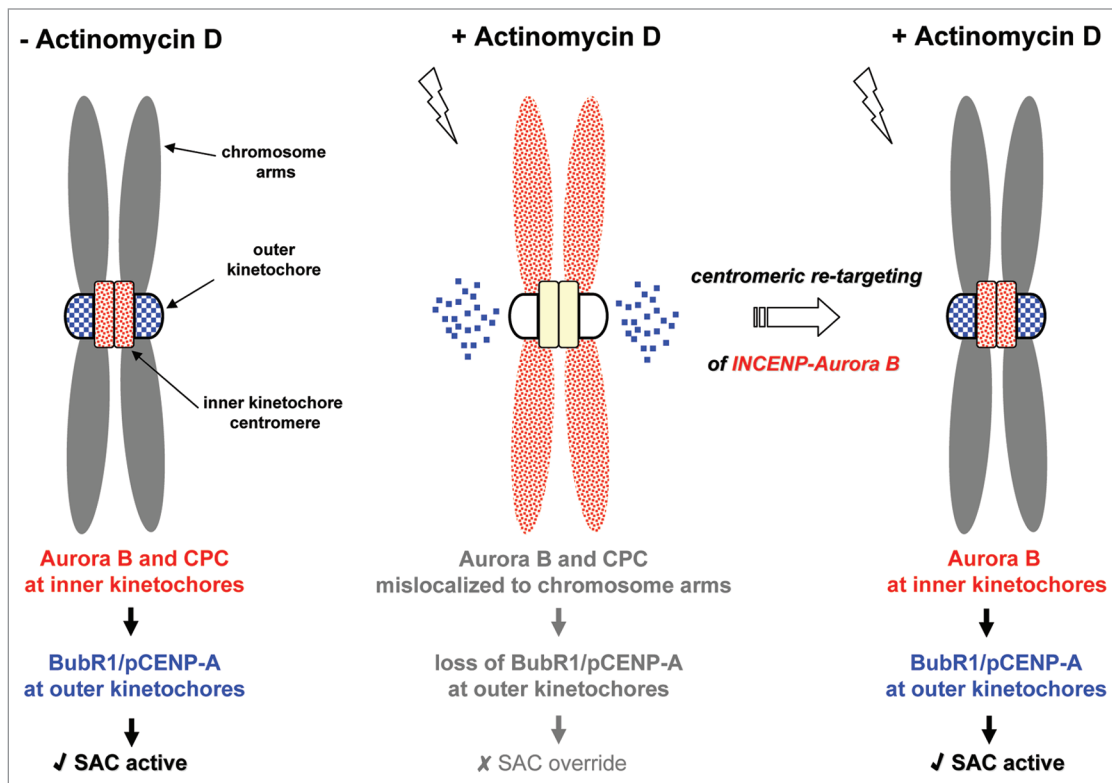 - Actinomycin D
+ Actinomycin D
+ Actinomycin D
chromosome
arms
outer
kinetochore
inner kinetochore
centromere
centromeric re-targeting
of INCENP-Aurora B
Aurora B and CPC
at inner kinetochores
BubR1/pCENP-A
at outer kinetochores
✓ SAC active
Aurora B and CPC
mislocalized to chromosome arms
loss of BubR1/pCENP-A
at outer kinetochores
✗ SAC override
Aurora B
at inner kinetochores
BubR1/pCENP-A
at outer kinetochores
✓ SAC active